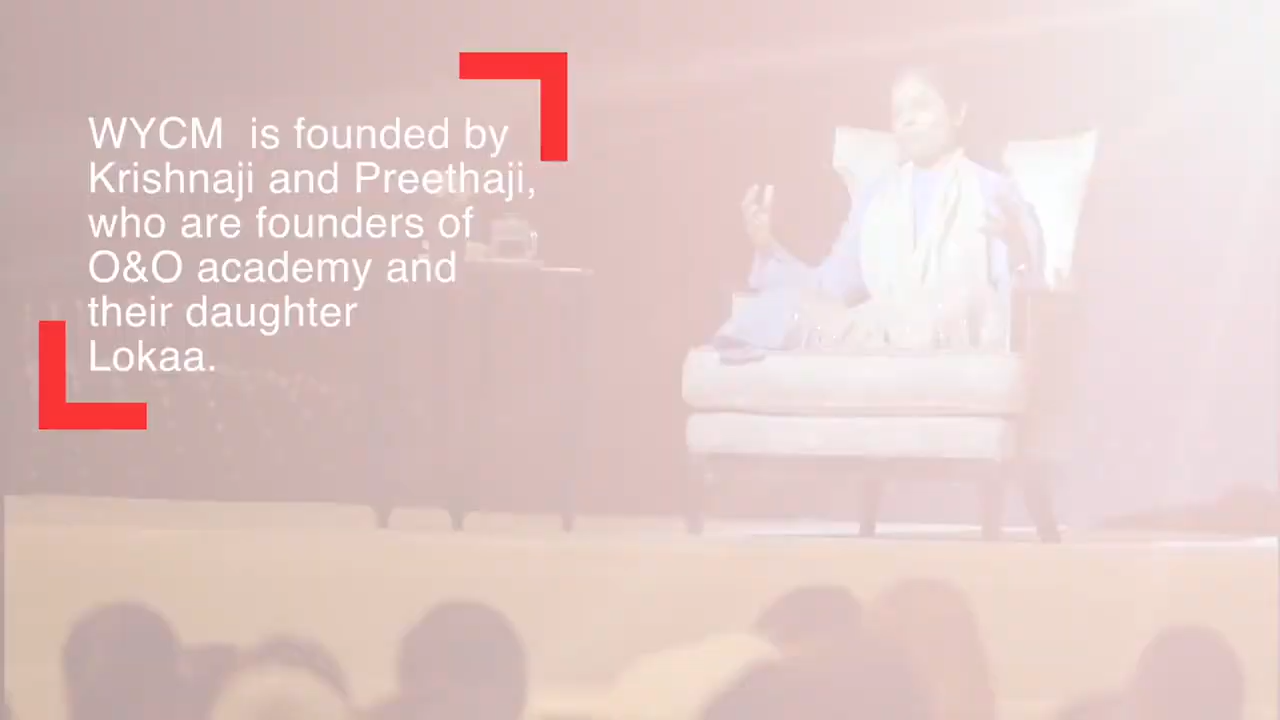 WYCM  is founded by
Krishnaji and Preethaji,
who are founders of
O&O academy and
their daughter
Lokaa.